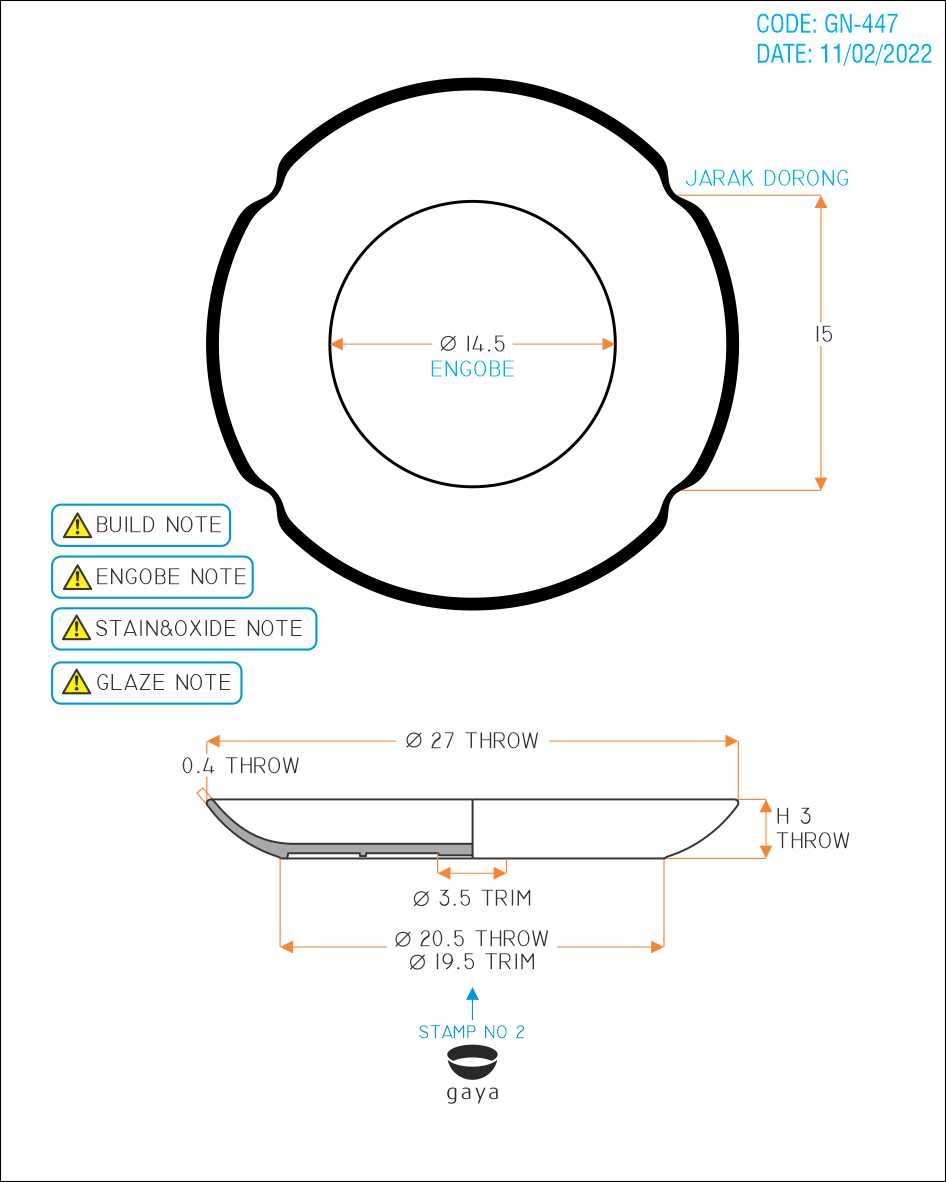 CODE: GN-447
DATE: 11/02/2022
JARAK DORONG
15
Ø 14.5
ENGOBE
BUILD NOTE
ENGOBE NOTE
STAIN&OXIDE NOTE
GLAZE NOTE
Ø 27 THROW
0.4 THROW
H 3
THROW
Ø 3.5 TRIM
Ø 20.5 THROW
Ø 19.5 TRIM
STAMP NO 2
gaya